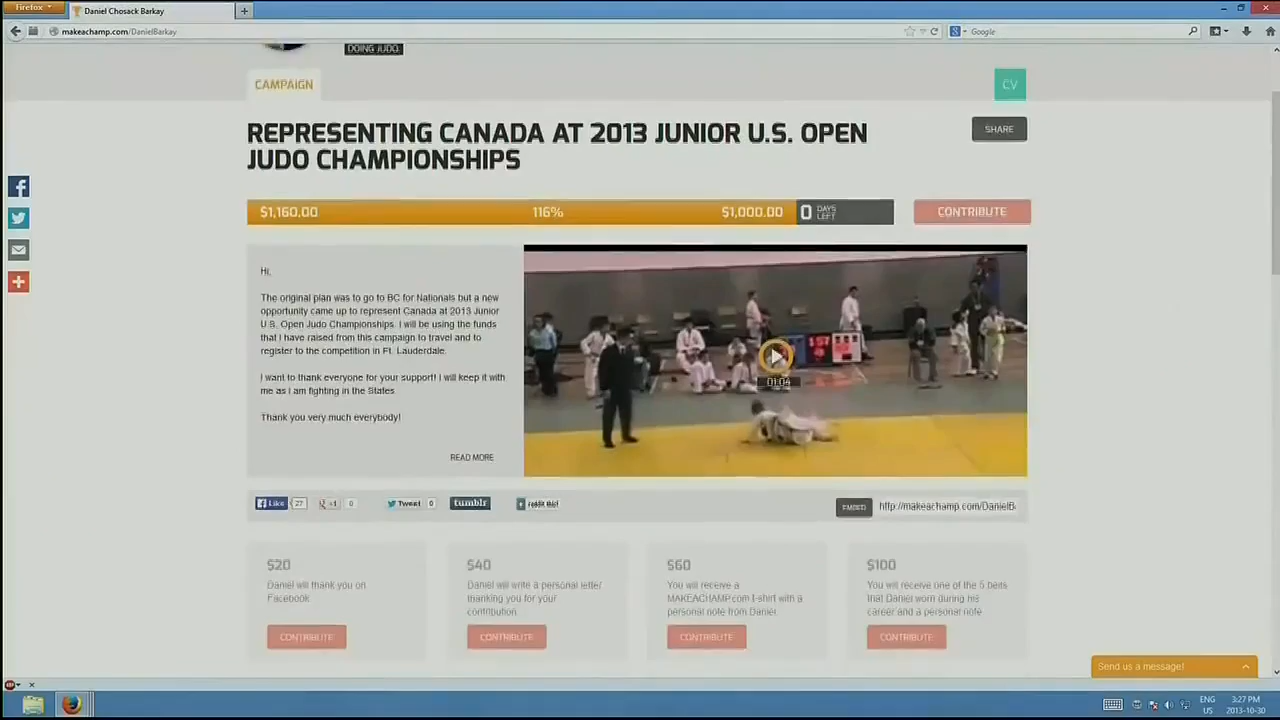 Firefox
Daniel Chosack Barkay
makeachamp.com/DanielBarkay
Google
DOING JUDO
CAMPAIGN
CV
REPRESENTING CANADA AT 2013 JUNIOR U.S. OPEN
JUDO CHAMPIONSHIPS
SHARE
$1,160.00 116% $1,000.00 0 DAYS LEFT
CONTRIBUTE
Hi,
The original plan was to go to BC for Nationals but a new
opportunity came up to represent Canada at 2013 Junior
U.S. Open Judo Championships. I will be using the funds
that I have raised from this campaign to travel and to
register to the competition in Ft. Lauderdale.
I want to thank everyone for your support! I will keep it with
me as I am fighting in the States
Thank you very much everybody!
READ MORE
1:57
01:04
Like 27 +1 0 Tweet 0 tumblr reddit this!
EMBED http://makeachamp.com/DanielB
$20
Daniel will thank you on
Facebook
CONTRIBUTE
$40
Daniel will write a personal letter
thanking you for your
contribution.
CONTRIBUTE
$60
You will receive a
MAKEACHAMP.com t-shirt with a
personal note from Daniel.
CONTRIBUTE
$100
You will receive one of the 5 belts
that Daniel worn during his
career and a personal note.
CONTRIBUTE
Send us a message!
ENG
US
3:27 PM
2013-10-30